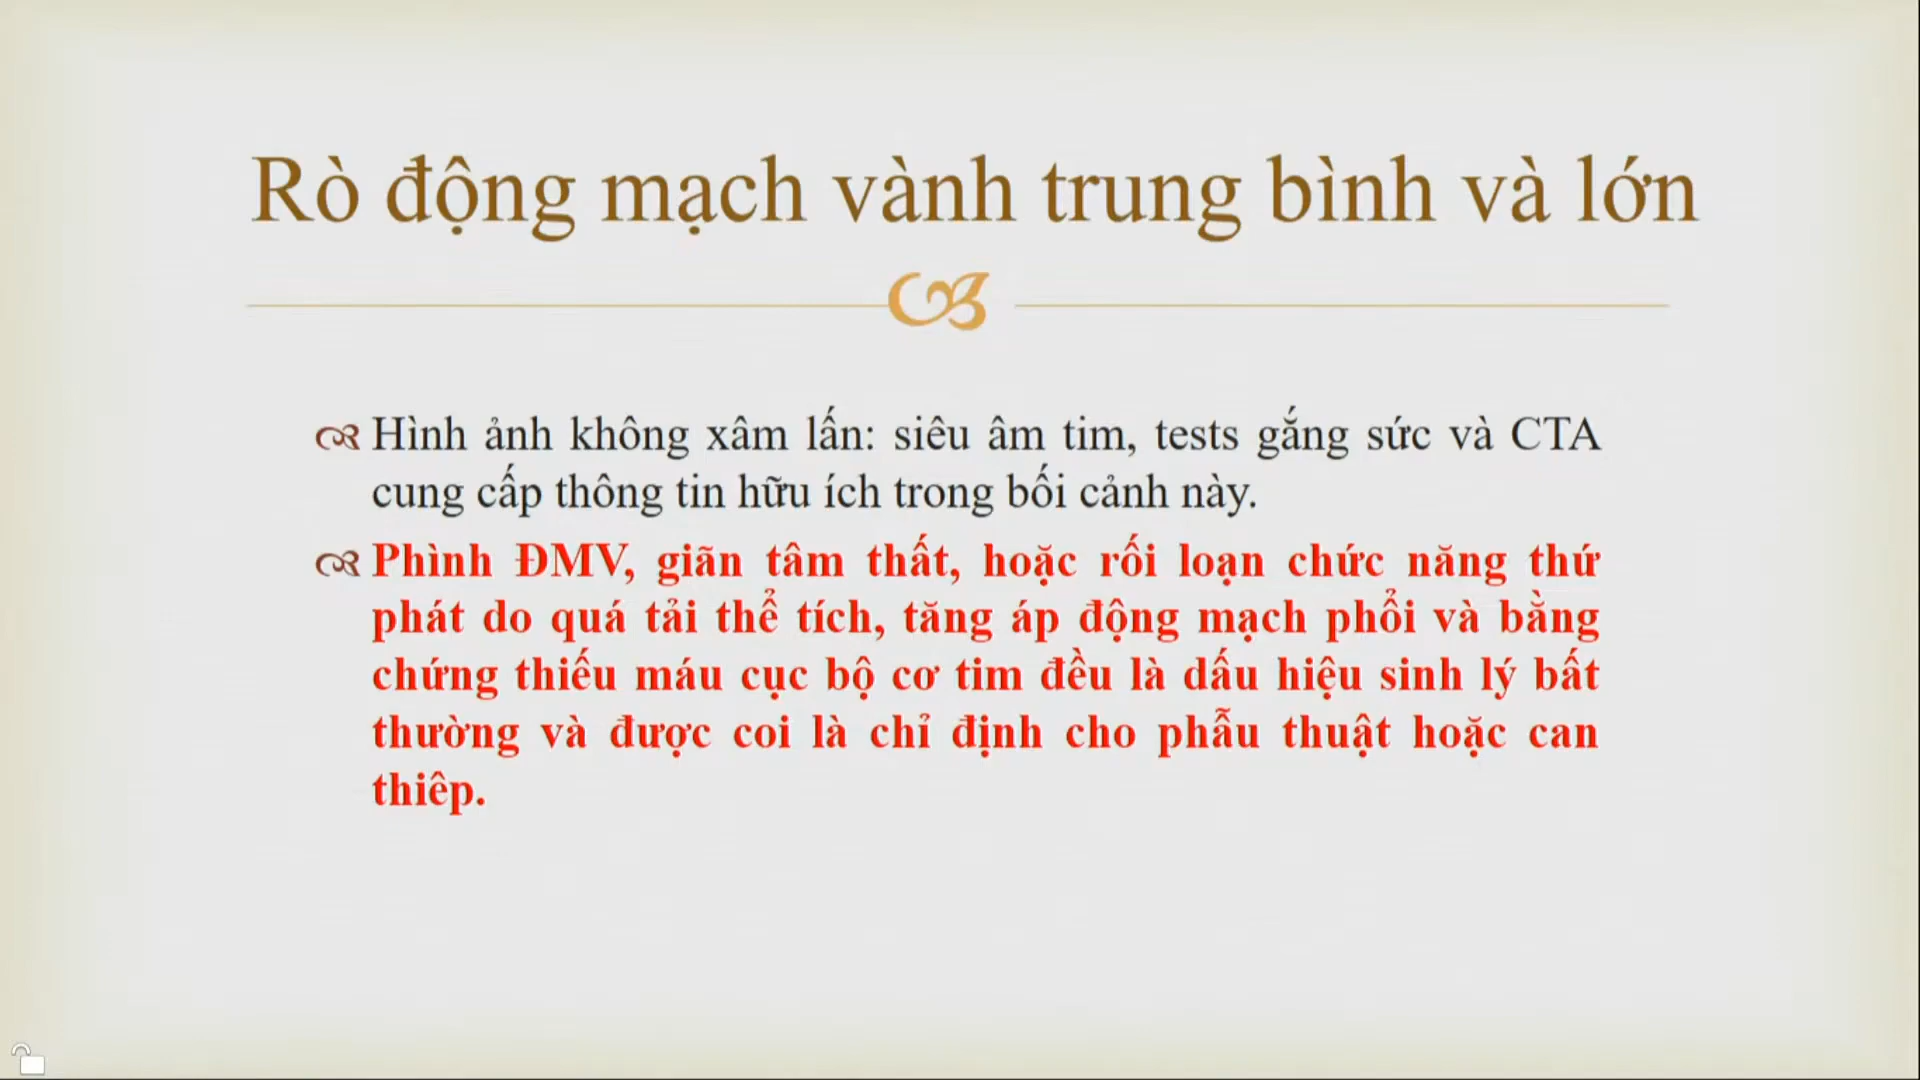 Rò động mạch vành trung bình và lớn
Hình ảnh không xâm lấn: siêu âm tim, tests gắng sức và CTA
cung cấp thông tin hữu ích trong bối cảnh này.
Phình ĐMV, giãn tâm thất, hoặc rối loạn chức năng thứ
phát do quá tải thể tích, tăng áp động mạch phổi và bằng
chứng thiếu máu cục bộ cơ tim đều là dấu hiệu sinh lý bất
thường và được coi là chỉ định cho phẫu thuật hoặc can
thiêp.